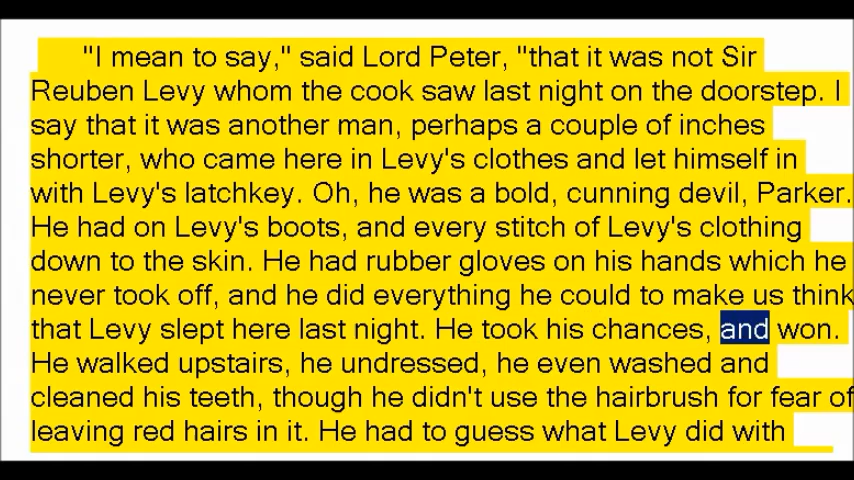 "I mean to say," said Lord Peter, "that it was not Sir
Reuben Levy whom the cook saw last night on the doorstep. I
say that it was another man, perhaps a couple of inches
shorter, who came here in Levy's clothes and let himself in
with Levy's latchkey. Oh, he was a bold, cunning devil, Parker.
He had on Levy's boots, and every stitch of Levy's clothing
down to the skin. He had rubber gloves on his hands which he
never took off, and he did everything he could to make us think
that Levy slept here last night. He took his chances, and won.
He walked upstairs, he undressed, he even washed and
cleaned his teeth, though he didn't use the hairbrush for fear of
leaving red hairs in it. He had to guess what Levy did with